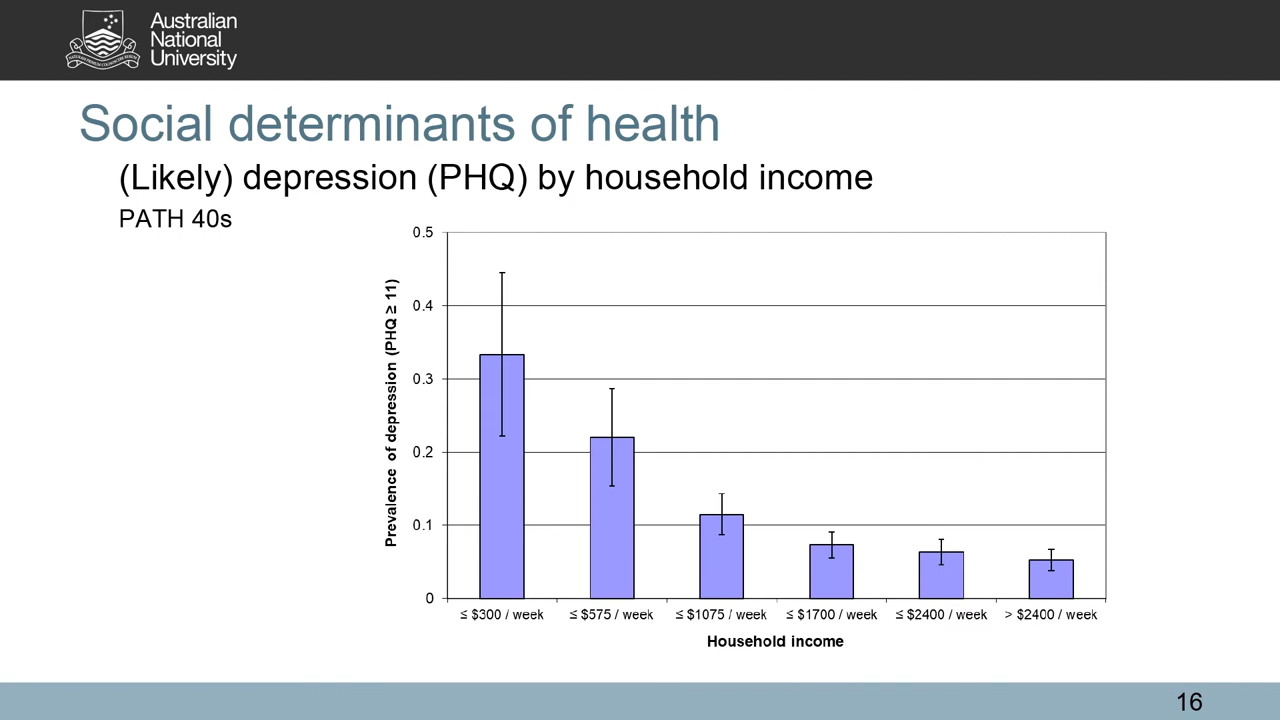 Australian
National
University
Social determinants of health
(Likely) depression (PHQ) by household income
PATH 40s
Prevalence of depression (PHQ ≥ 11)
0.5
0.4
0.3
0.2
0.1
0
≤ $300 / week
≤ $575 / week
≤ $1075 / week
≤ $1700 / week
≤ $2400 / week
> $2400 / week
Household income
16